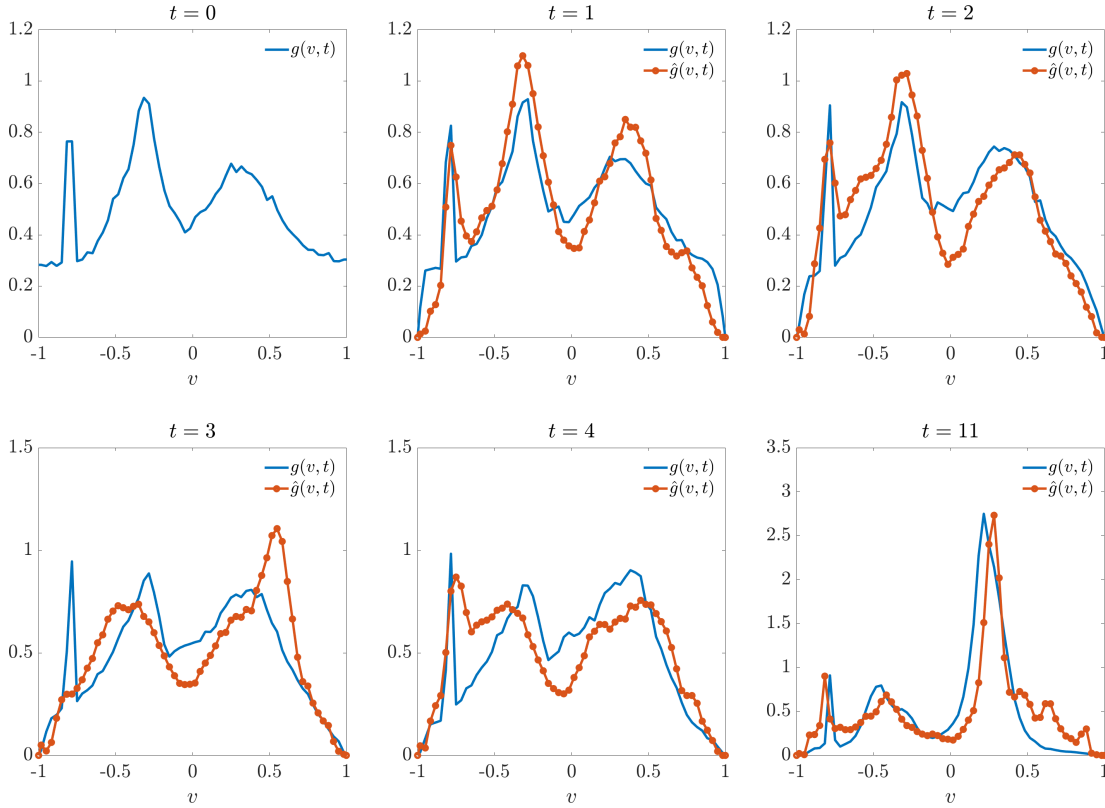 t = 0
1.2
1
0.8
0.6
0.4
0.2
0
-1
-0.5
0
0.5
1
v
g(v, t)
t = 1
1.2
1
0.8
0.6
0.4
0.2
0
-1
-0.5
0
0.5
1
v
g(v, t)
ĝ(v, t)
t = 2
1.2
1
0.8
0.6
0.4
0.2
0
-1
-0.5
0
0.5
1
v
g(v, t)
ĝ(v, t)
t = 3
1.5
1
0.5
0
-1
-0.5
0
0.5
1
v
g(v, t)
ĝ(v, t)
t = 4
1.5
1
0.5
0
-1
-0.5
0
0.5
1
v
g(v, t)
ĝ(v, t)
t = 11
3.5
3
2.5
2
1.5
1
0.5
0
-1
-0.5
0
0.5
1
v
g(v, t)
ĝ(v, t)